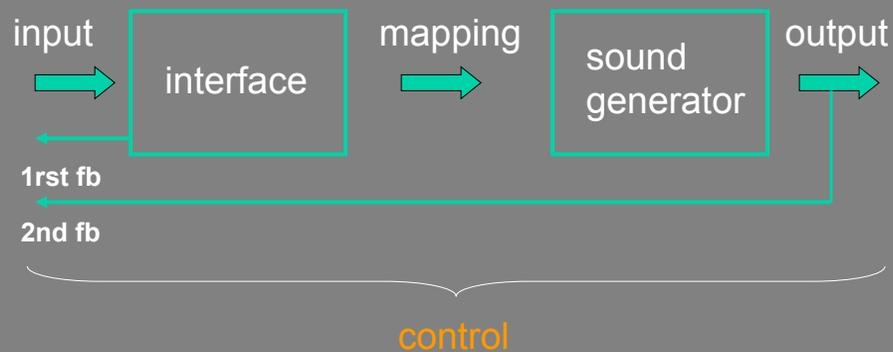 input
interface
mapping
sound
generator
output
1rst fb
2nd fb
control